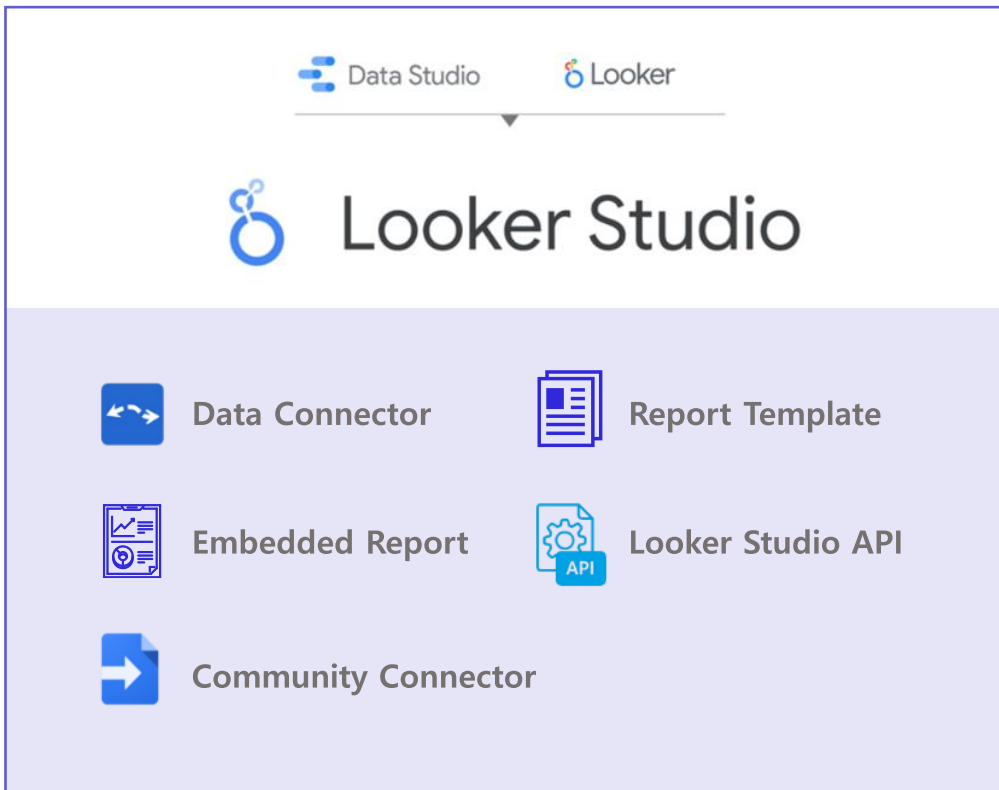 Data Studio
Looker
Looker Studio
Data Connector
Report Template
Embedded Report
Looker Studio API
API
Community Connector